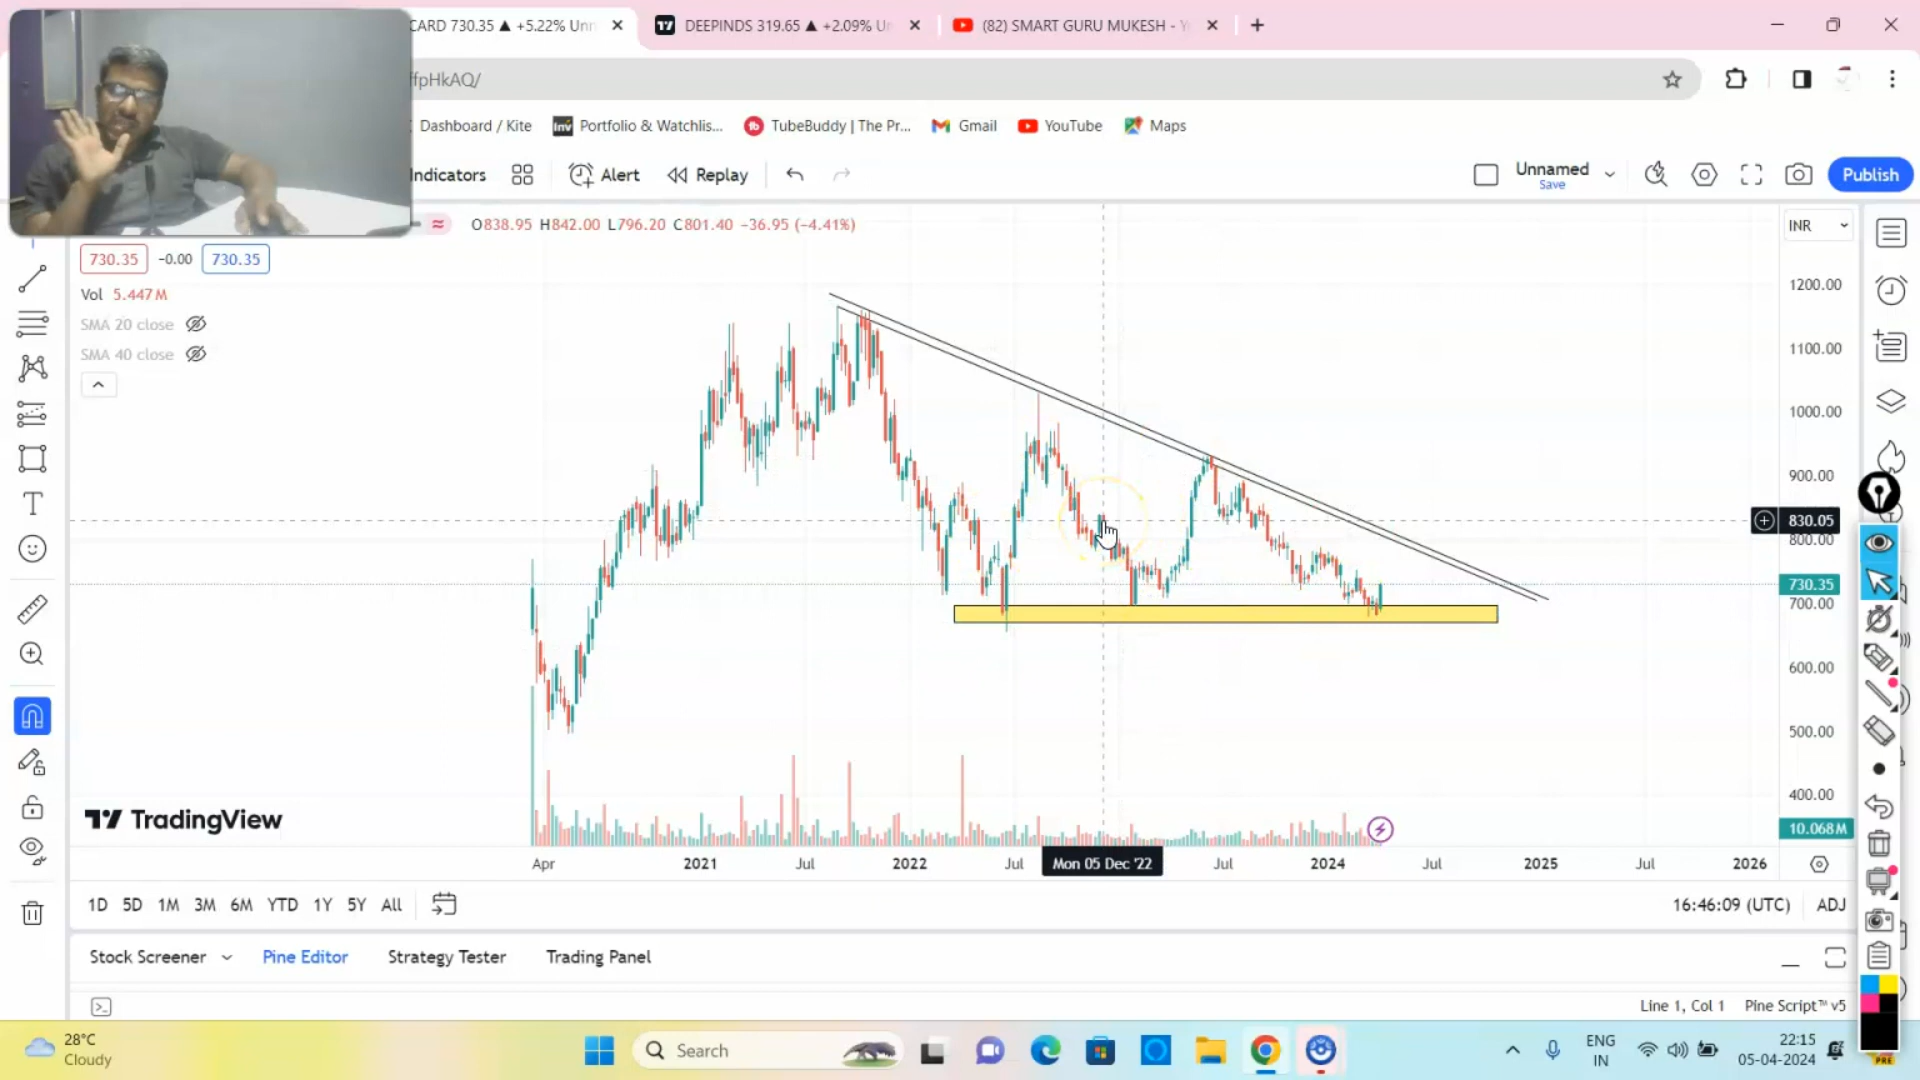 CARD 730.35 ▲ +5.22% Unn
DEEPINDS 319.65 ▲ +2.09% Un
(82) SMART GURU MUKESH - Y
ffpHkAQ/
Dashboard / Kite
Inv Portfolio & Watchlis...
TubeBuddy | The Pr...
Gmail
YouTube
Maps
Indicators
Alert
Replay
Unnamed
Save
Publish
O838.95 H842.00 L796.20 C801.40 −36.95 (−4.41%)
INR
730.35 -0.00 730.35
Vol 5.447 M
SMA 20 close
SMA 40 close
1200.00
1100.00
1000.00
900.00
830.05
800.00
730.35
700.00
600.00
500.00
400.00
10.068M
TradingView
Apr 2021 Jul 2022 Jul Mon 05 Dec '22 Jul 2024 Jul 2025 Jul 2026
1D 5D 1M 3M 6M YTD 1Y 5Y All
16:46:09 (UTC) ADJ
Stock Screener Pine Editor Strategy Tester Trading Panel
Line 1, Col 1 Pine Script™ v5
28°C
Cloudy
Search
ENG
IN
22:15
05-04-2024
PRE